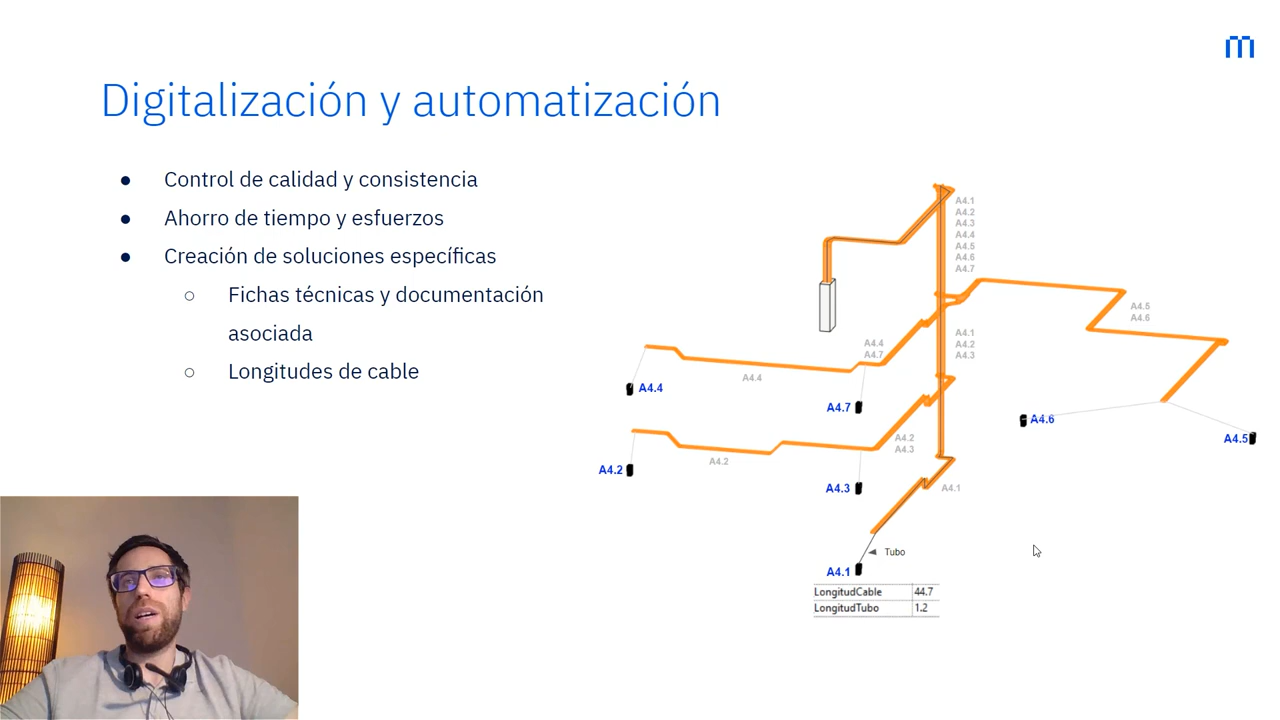 Digitalización y automatización
● Control de calidad y consistencia
● Ahorro de tiempo y esfuerzos
● Creación de soluciones específicas
○ Fichas técnicas y documentación
asociada
○ Longitudes de cable
A4.1
A4.2
A4.3
A4.4
A4.5
A4.6
A4.7
A4.5
A4.6
A4.1
A4.2
A4.3
A4.4
A4.7
A4.4
A4.4
A4.7
A4.6
A4.5
A4.2
A4.3
A4.2
A4.2
A4.3
A4.1
Tubo
A4.1
LongitudCable 44.7
LongitudTubo 1.2